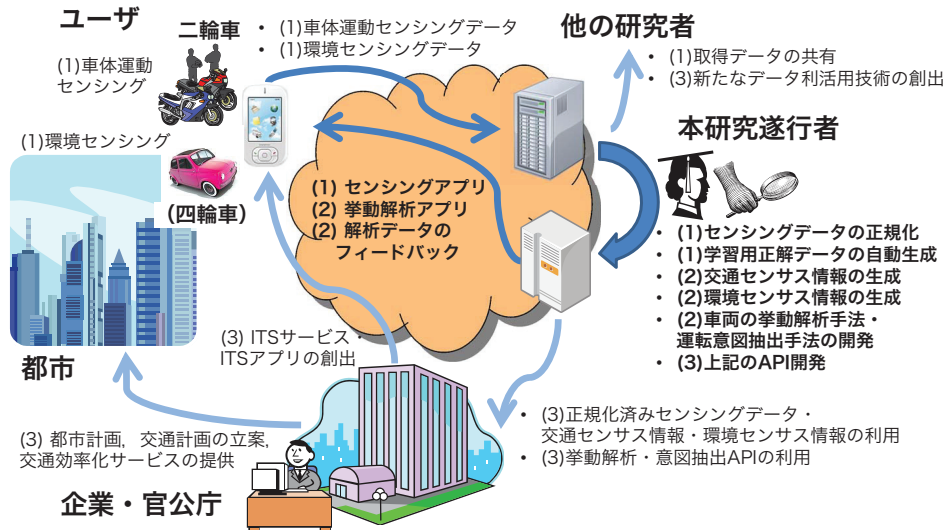 ユーザ
二輪車
(1)車体運動
センシング
• (1)車体運動センシングデータ
• (1)環境センシングデータ
他の研究者
• (1)取得データの共有
• (3)新たなデータ利活用技術の創出
(1)環境センシング
(四輪車)
(1) センシングアプリ
(2) 挙動解析アプリ
(2) 解析データの
フィードバック
本研究遂行者
• (1)センシングデータの正規化
• (1)学習用正解データの自動生成
• (2)交通センサス情報の生成
• (2)環境センサス情報の生成
• (2)車両の挙動解析手法・
運転意図抽出手法の開発
• (3)上記のAPI開発
都市
(3) ITSサービス・
ITSアプリの創出
(3) 都市計画，交通計画の立案，
交通効率化サービスの提供
企業・官公庁
• (3)正規化済みセンシングデータ・
交通センサス情報・環境センサス情報の利用
• (3)挙動解析・意図抽出APIの利用